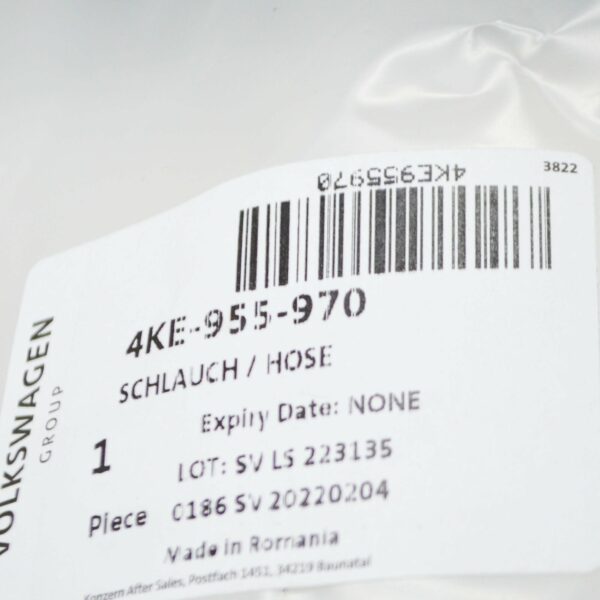 3822
4KE955970
4KE-955-970
SCHLAUCH / HOSE
Expiry Date: NONE
1
LOT: SV LS 223135
Piece
0186 SV 20220204
Made in Romania
Konzern After Sales, Postfach 1451, 34219 Baunatal
VOLKSWAGEN
GROUP